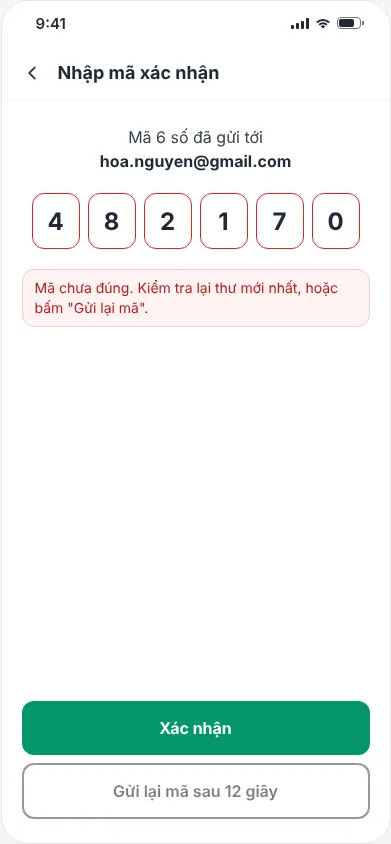 9:41
Nhập mã xác nhận
Mã 6 số đã gửi tới
hoa.nguyen@gmail.com
4 8 2 1 7 0
Mã chưa đúng. Kiểm tra lại thư mới nhất, hoặc
bấm "Gửi lại mã".
Xác nhận
Gửi lại mã sau 12 giây